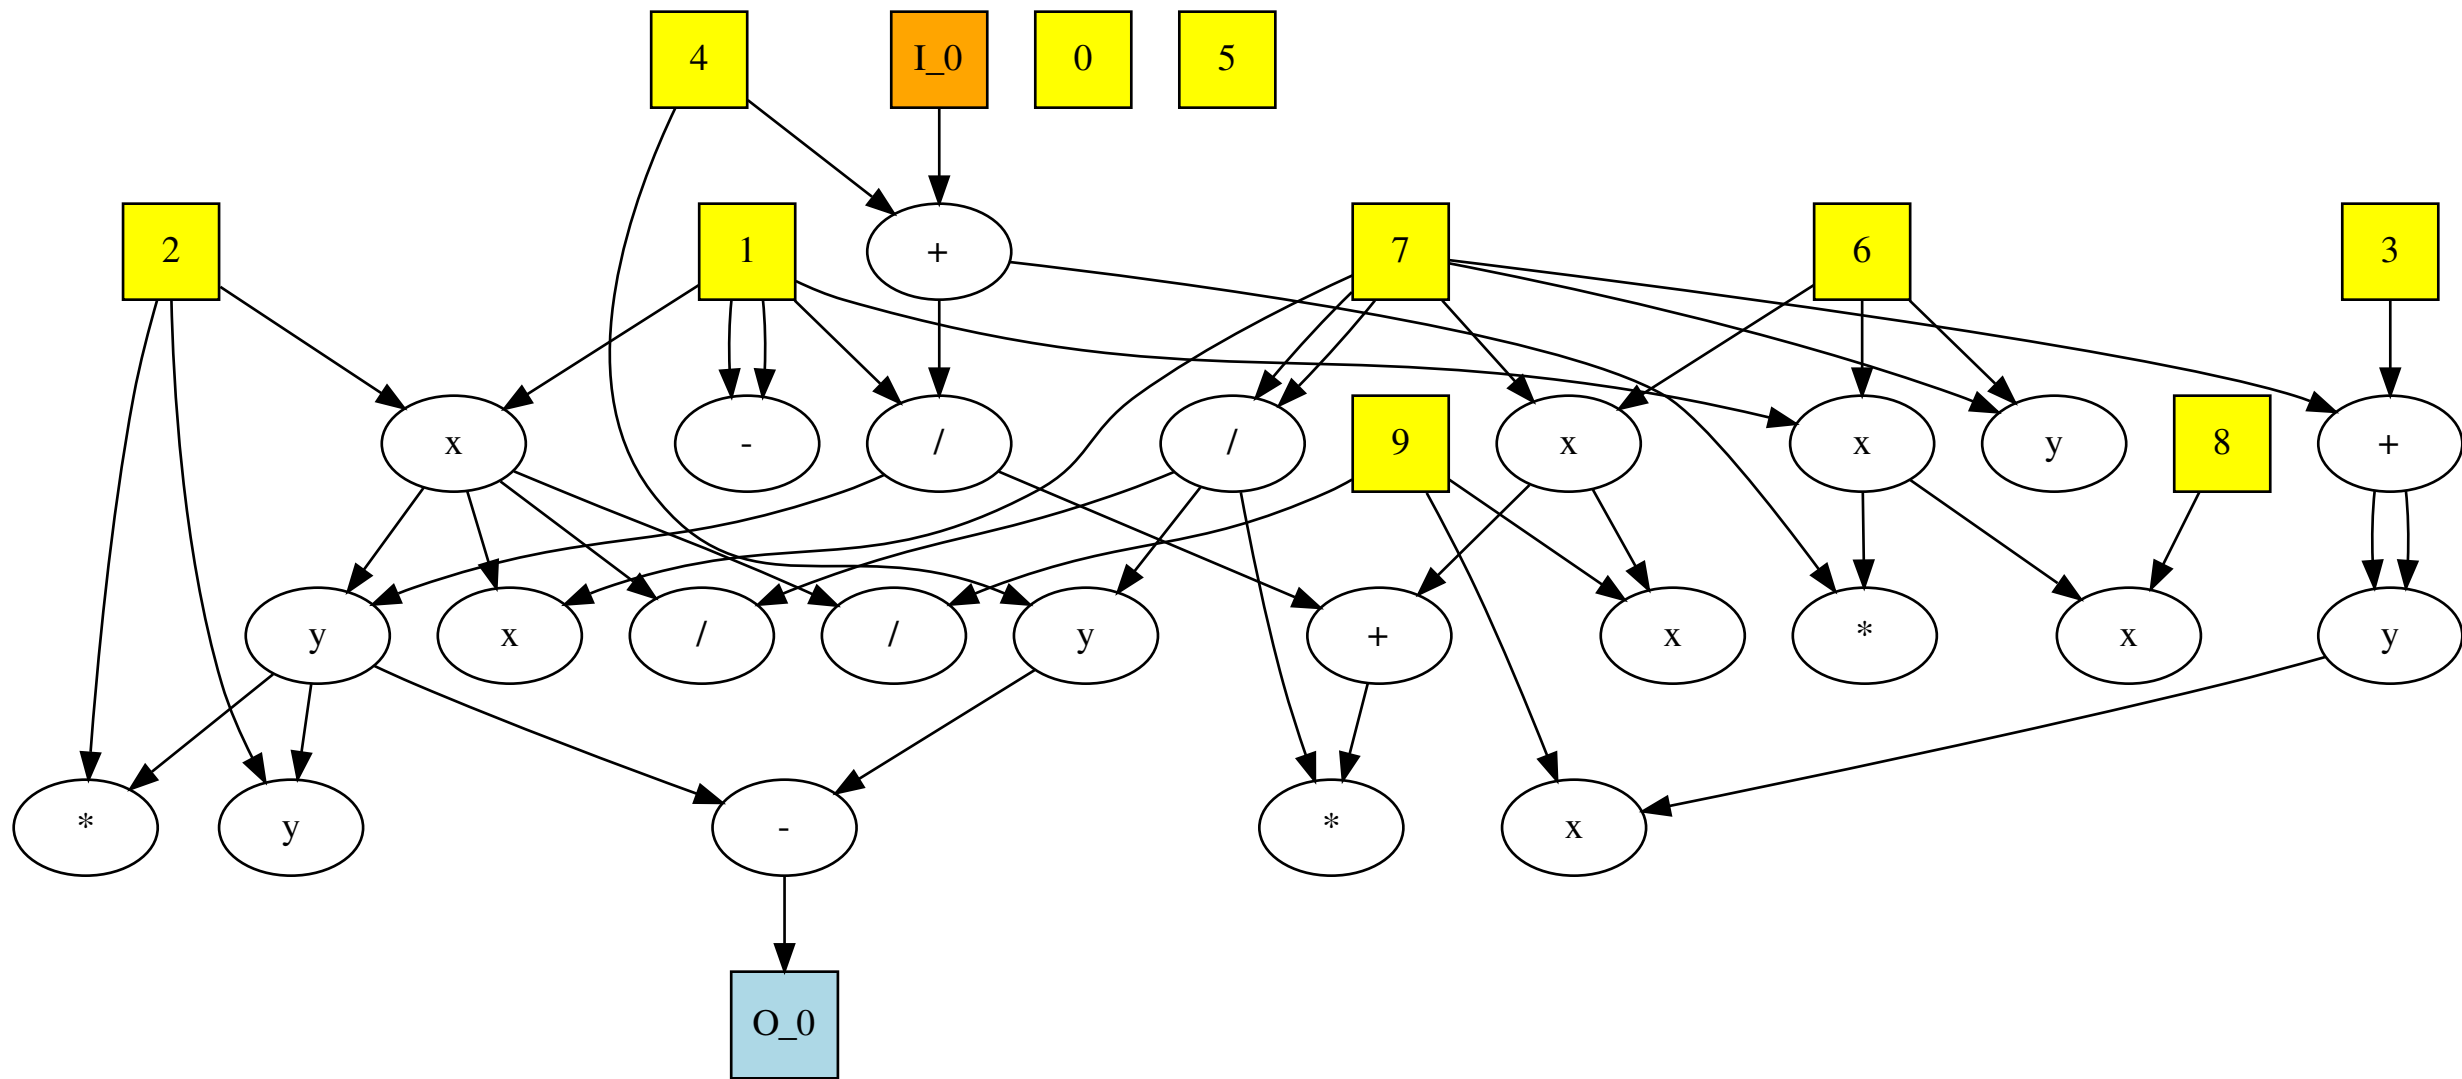 4 I_0 0 5
2 1 + 7 6 3
x - / / 9 x x y 8 +
y x / / y + x * x y
* y - * x
O_0